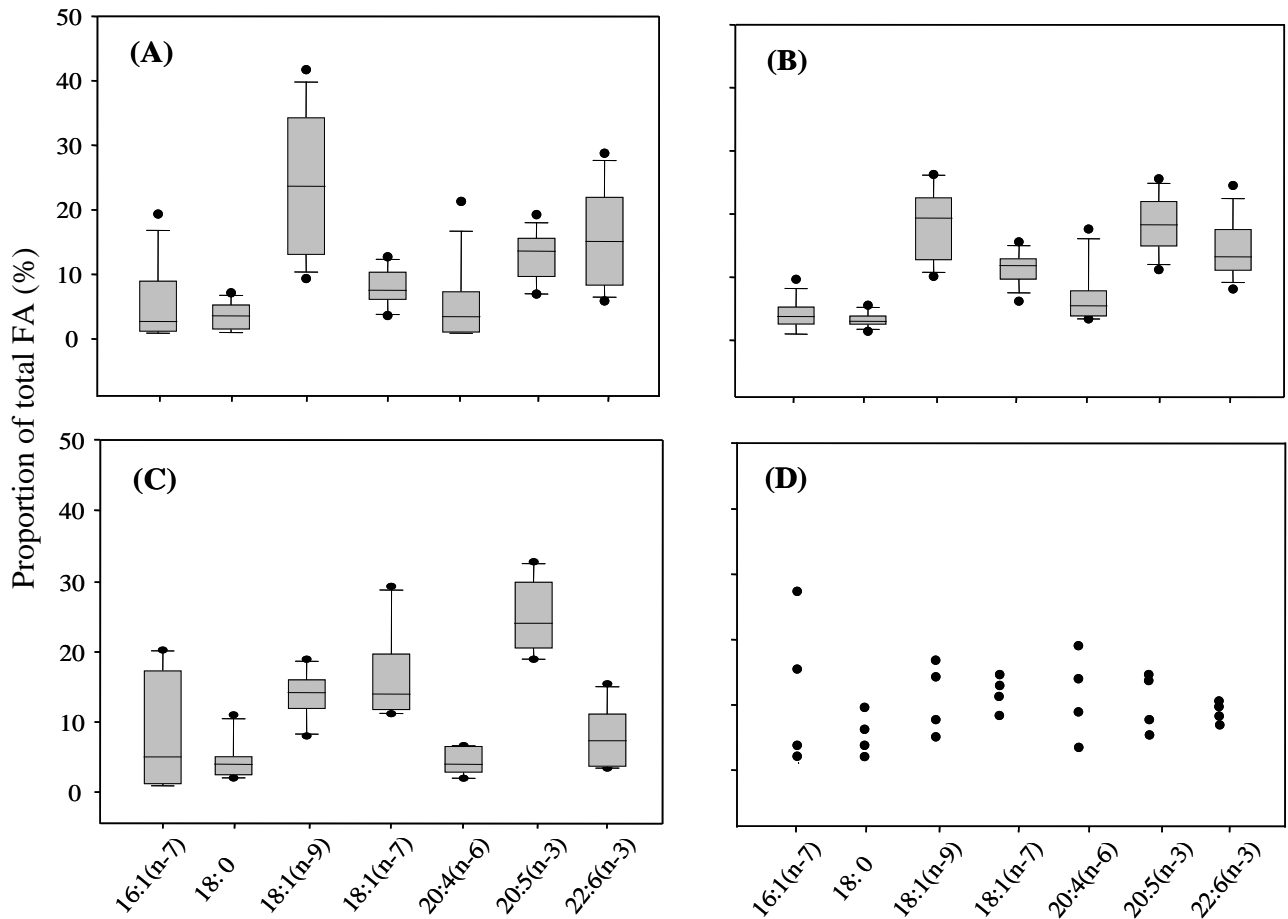 Proportion of total FA (%)
50
40
30
20
10
0
(A)
(B)
50
40
30
20
10
0
(C)
(D)
16:1(n-7)
18:0
18:1(n-9)
18:1(n-7)
20:4(n-6)
20:5(n-3)
22:6(n-3)
16:1(n-7)
18:0
18:1(n-9)
18:1(n-7)
20:4(n-6)
20:5(n-3)
22:6(n-3)